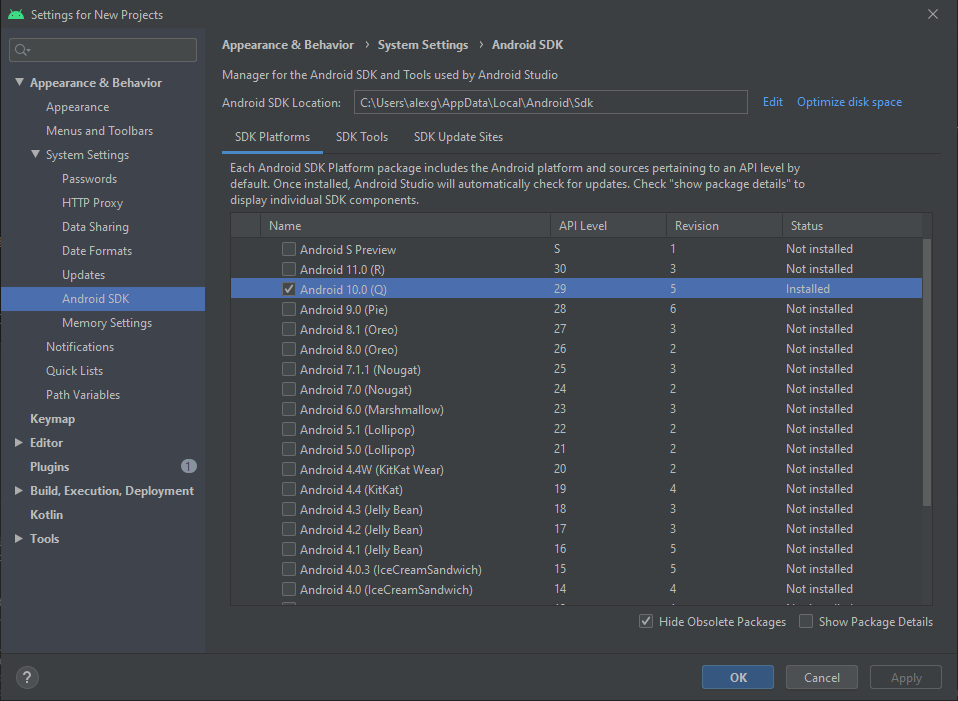 Settings for New Projects
Appearance & Behavior
Appearance
Menus and Toolbars
System Settings
Passwords
HTTP Proxy
Data Sharing
Date Formats
Updates
Android SDK
Memory Settings
Notifications
Quick Lists
Path Variables
Keymap
Editor
Plugins 1
Build, Execution, Deployment
Kotlin
Tools
Appearance & Behavior › System Settings › Android SDK
Manager for the Android SDK and Tools used by Android Studio
Android SDK Location: C:\Users\alexg\AppData\Local\Android\Sdk Edit Optimize disk space
SDK Platforms SDK Tools SDK Update Sites
Each Android SDK Platform package includes the Android platform and sources pertaining to an API level by
default. Once installed, Android Studio will automatically check for updates. Check "show package details" to
display individual SDK components.
Name API Level Revision Status
Android S Preview S 1 Not installed
Android 11.0 (R) 30 3 Not installed
Android 10.0 (Q) 29 5 Installed
Android 9.0 (Pie) 28 6 Not installed
Android 8.1 (Oreo) 27 3 Not installed
Android 8.0 (Oreo) 26 2 Not installed
Android 7.1.1 (Nougat) 25 3 Not installed
Android 7.0 (Nougat) 24 2 Not installed
Android 6.0 (Marshmallow) 23 3 Not installed
Android 5.1 (Lollipop) 22 2 Not installed
Android 5.0 (Lollipop) 21 2 Not installed
Android 4.4W (KitKat Wear) 20 2 Not installed
Android 4.4 (KitKat) 19 4 Not installed
Android 4.3 (Jelly Bean) 18 3 Not installed
Android 4.2 (Jelly Bean) 17 3 Not installed
Android 4.1 (Jelly Bean) 16 5 Not installed
Android 4.0.3 (IceCreamSandwich) 15 5 Not installed
Android 4.0 (IceCreamSandwich) 14 4 Not installed
Hide Obsolete Packages Show Package Details
? OK Cancel Apply